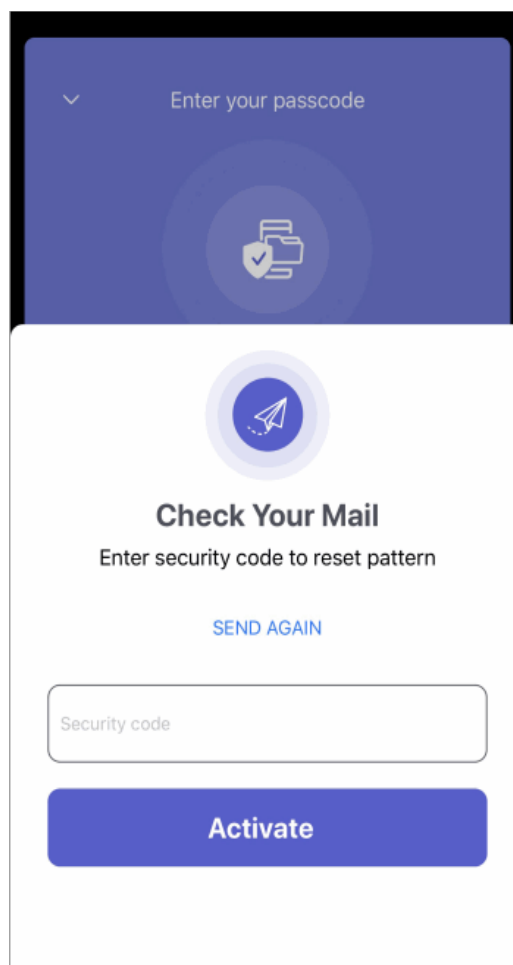 Enter your passcode
Check Your Mail
Enter security code to reset pattern
SEND AGAIN
Security code
Activate